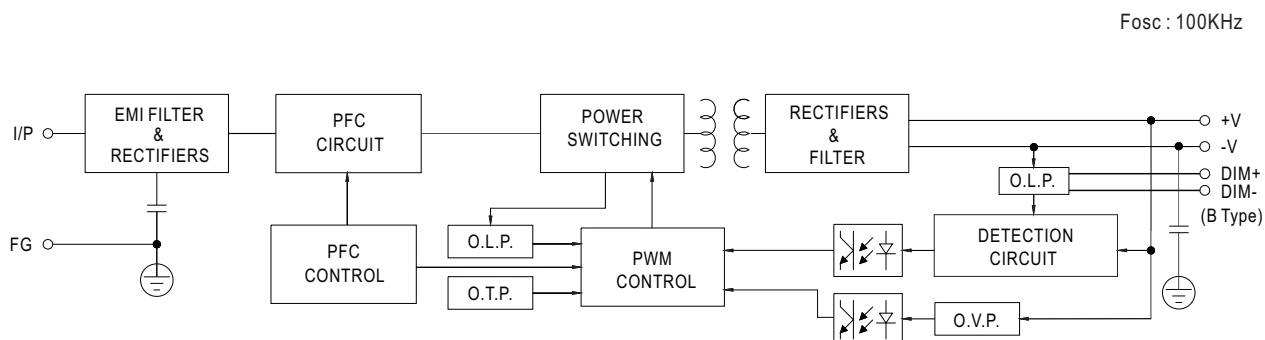 Fosc : 100KHz
I/P
EMI FILTER
&
RECTIFIERS
PFC
CIRCUIT
POWER
SWITCHING
RECTIFIERS
&
FILTER
+V
-V
DIM+
DIM-
(B Type)
O.L.P.
FG
PFC
CONTROL
O.L.P.
O.T.P.
PWM
CONTROL
DETECTION
CIRCUIT
O.V.P.